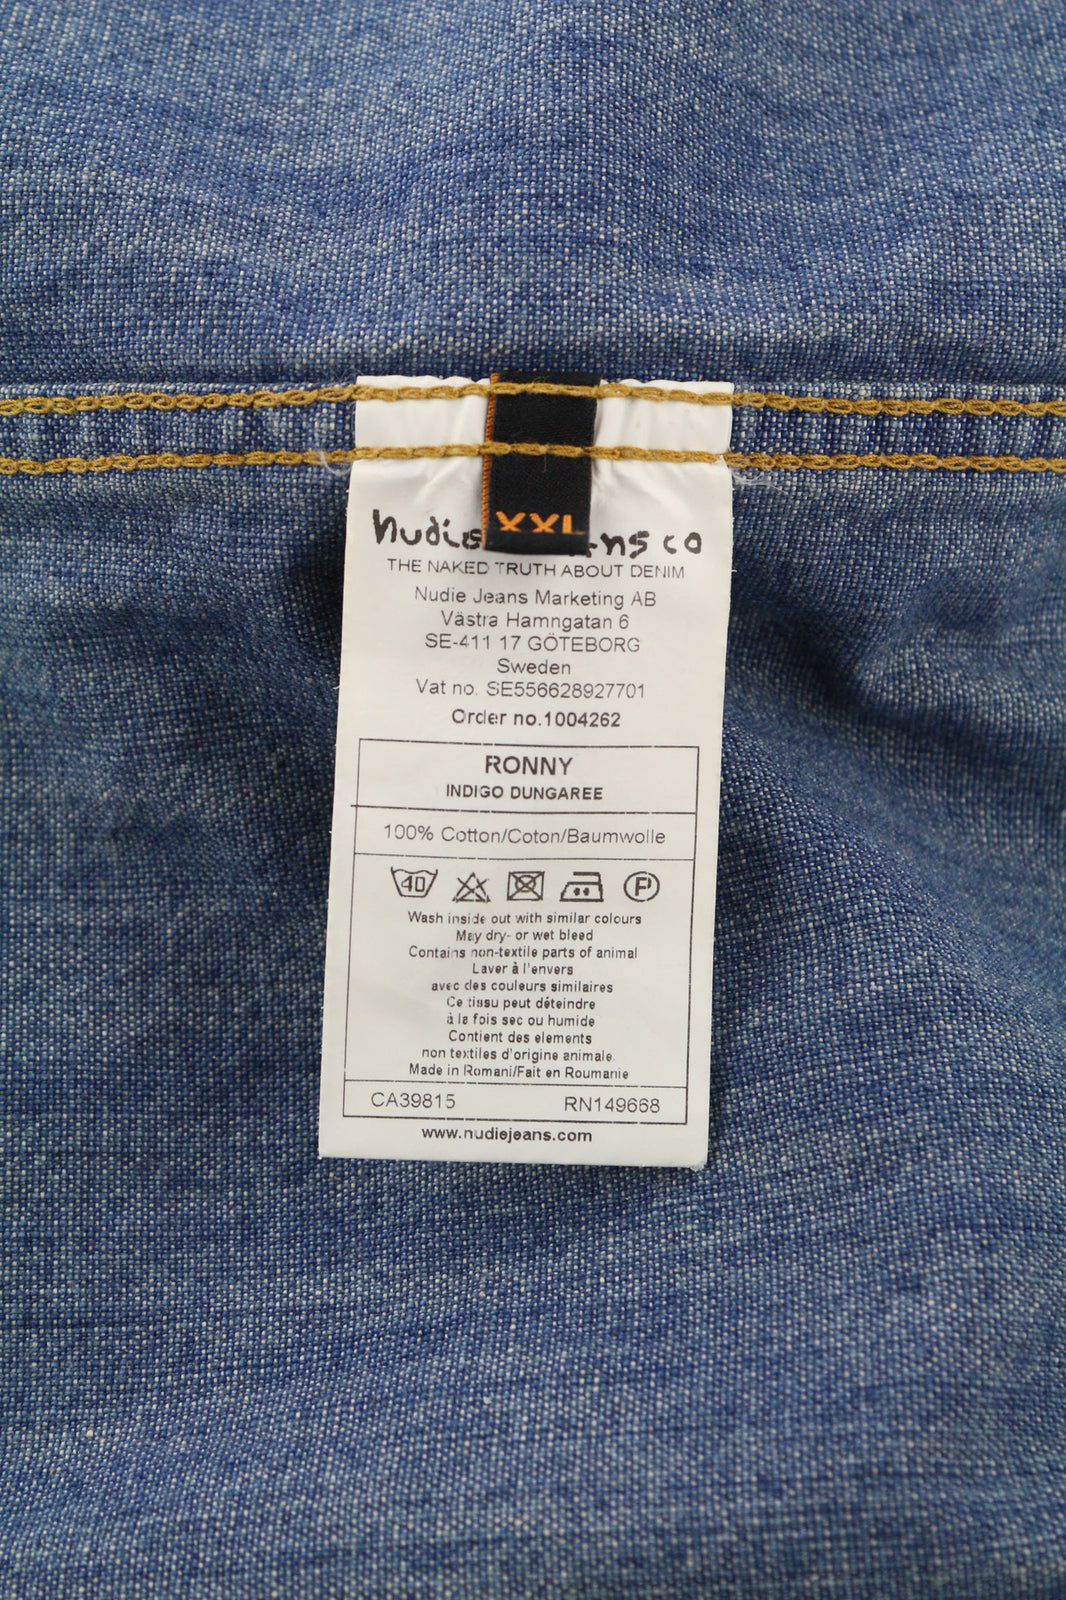 XXL
nudie jeans co
THE NAKED TRUTH ABOUT DENIM
Nudie Jeans Marketing AB
Västra Hamngatan 6
SE-411 17 GÖTEBORG
Sweden
Vat no. SE556628927701
Order no.1004262
RONNY
INDIGO DUNGAREE
100% Cotton/Coton/Baumwolle
40 P
Wash inside out with similar colours
May dry- or wet bleed
Contains non-textile parts of animal
Laver à l'envers
avec des couleurs similaires
Ce tissu peut déteindre
à la fois sec ou humide
Contient des elements
non textiles d'origine animale.
Made in Romani/Fait en Roumanie
CA39815 RN149668
www.nudiejeans.com